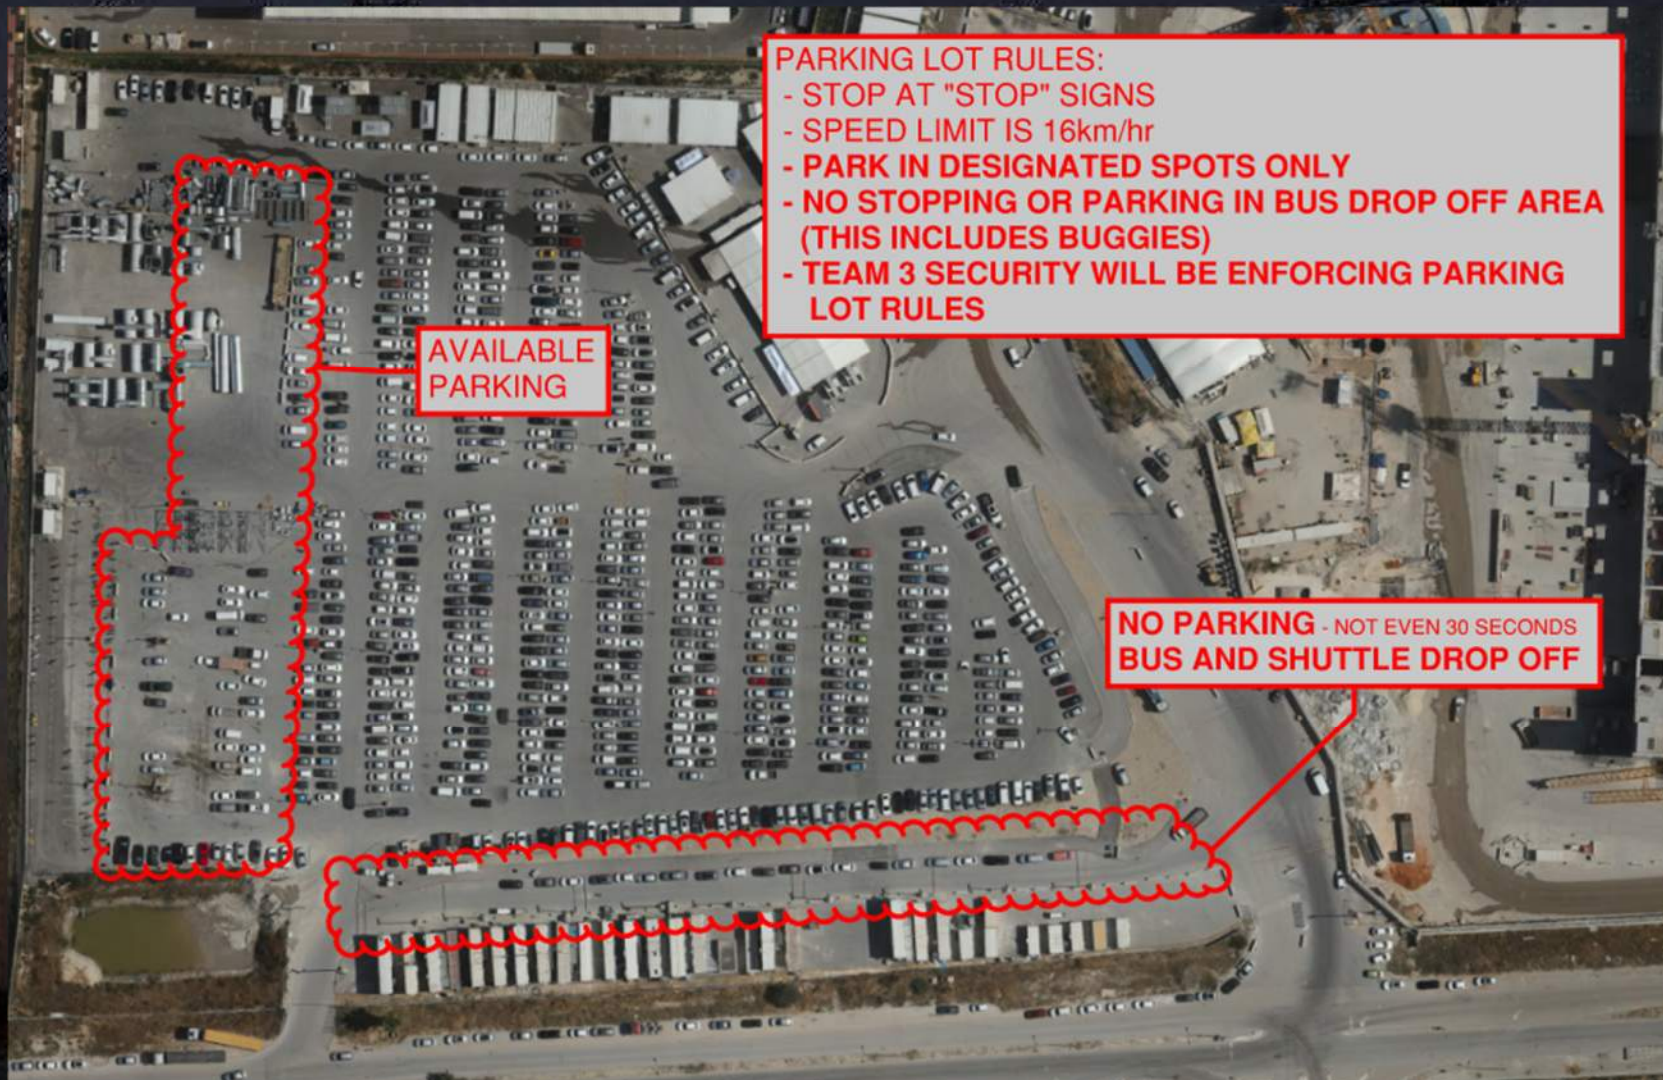 PARKING LOT RULES:
- STOP AT "STOP" SIGNS
- SPEED LIMIT IS 16km/hr
- PARK IN DESIGNATED SPOTS ONLY
- NO STOPPING OR PARKING IN BUS DROP OFF AREA
(THIS INCLUDES BUGGIES)
- TEAM 3 SECURITY WILL BE ENFORCING PARKING
LOT RULES
AVAILABLE
PARKING
NO PARKING - NOT EVEN 30 SECONDS
BUS AND SHUTTLE DROP OFF